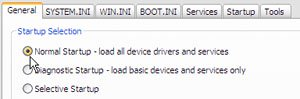 General SYSTEM.INI WIN.INI BOOT.INI Services Startup Tools
Startup Selection
Normal Startup - load all device drivers and services
Diagnostic Startup - load basic devices and services only
Selective Startup